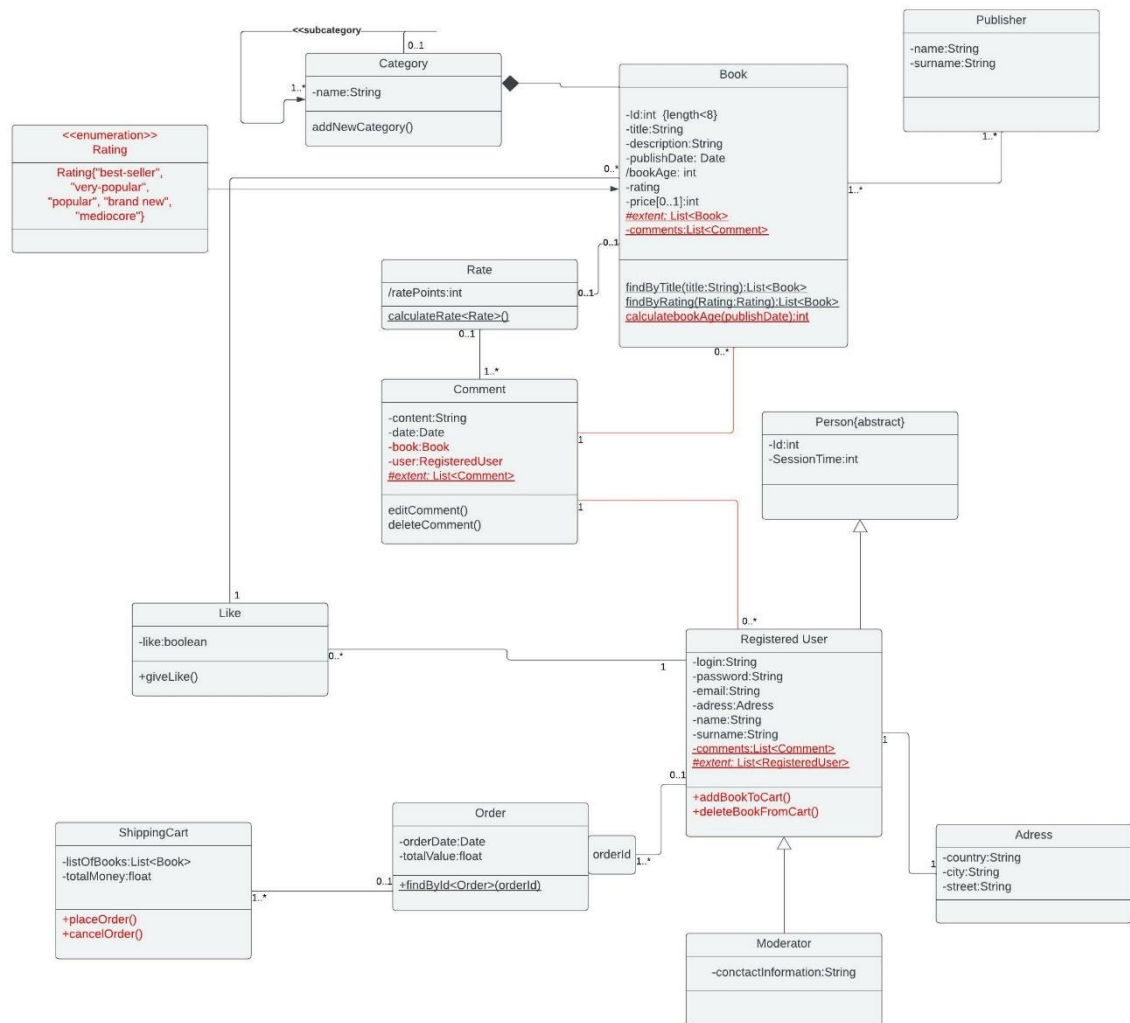 <<subcategory
0..1
1..*
Category
-name:String
addNewCategory()
Publisher
-name:String
-surname:String
1..*
Book
-Id:int {length<8}
-title:String
-description:String
-publishDate: Date
/bookAge: int
-rating
-price[0..1]:int
#extent: List<Book>
-comments:List<Comment>
findByTitle(title:String):List<Book>
findByRating(Rating:Rating):List<Book>
calculatebookAge(publishDate):int
0..*
1..*
0..1
0..*
<<enumeration>>
Rating
Rating{"best-seller",
"very-popular",
"popular", "brand new",
"mediocore"}
Rate
/ratePoints:int
calculateRate<Rate>()
0..1
0..1
1..*
Comment
-content:String
-date:Date
-book:Book
-user:RegisteredUser
#extent: List<Comment>
editComment()
deleteComment()
1
1
Person{abstract}
-Id:int
-SessionTime:int
1
Like
-like:boolean
+giveLike()
0..*
0..*
1
Registered User
-login:String
-password:String
-email:String
-adress:Adress
-name:String
-surname:String
-comments:List<Comment>
#extent: List<RegisteredUser>
+addBookToCart()
+deleteBookFromCart()
1
0..1
ShippingCart
-listOfBooks:List<Book>
-totalMoney:float
+placeOrder()
+cancelOrder()
1..*
0..1
Order
-orderDate:Date
-totalValue:float
+findById<Order>(orderId)
orderId
1..*
1
Adress
-country:String
-city:String
-street:String
Moderator
-conctactInformation:String